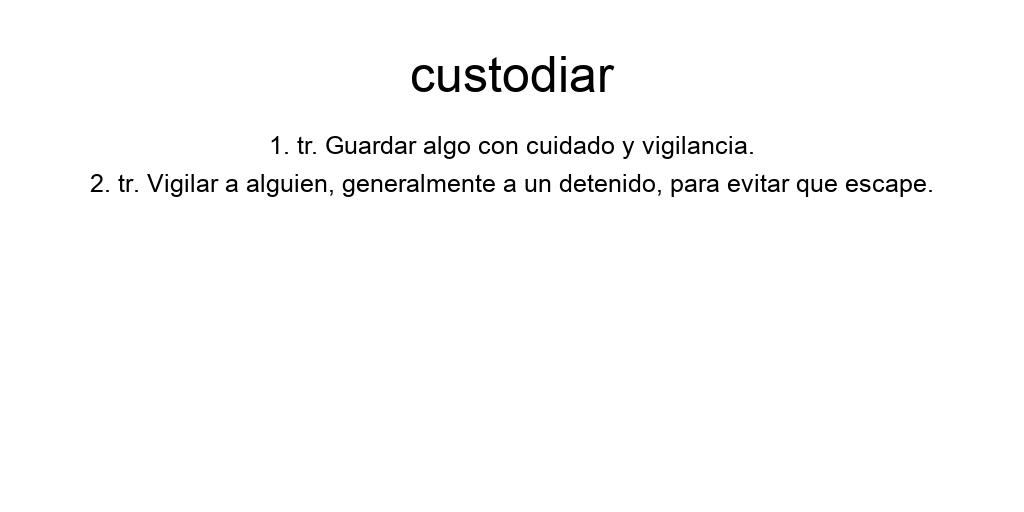 custodiar
1. tr. Guardar algo con cuidado y vigilancia.
2. tr. Vigilar a alguien, generalmente a un detenido, para evitar que escape.